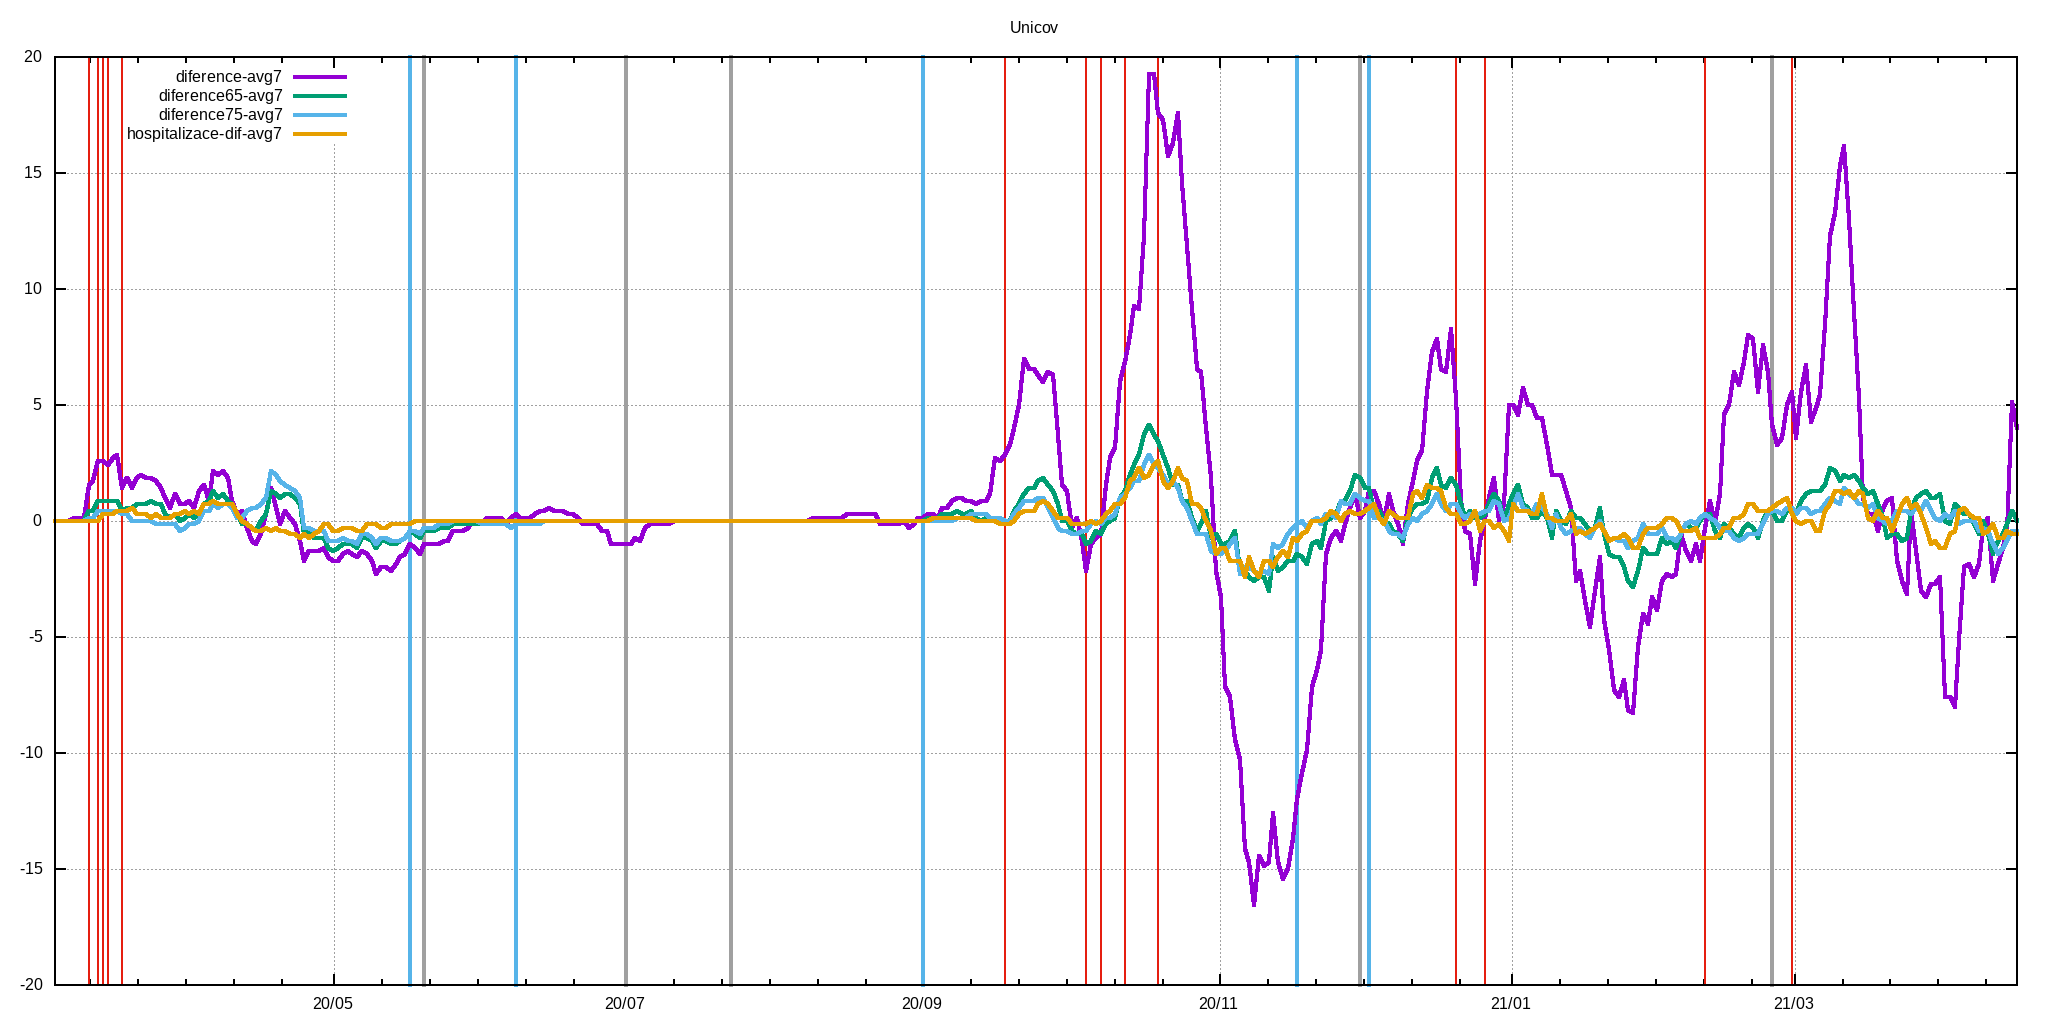 Unicov
diference-avg7
diference65-avg7
diference75-avg7
hospitalizace-dif-avg7
20
15
10
5
0
-5
-10
-15
-20
20/05 20/07 20/09 20/11 21/01 21/03